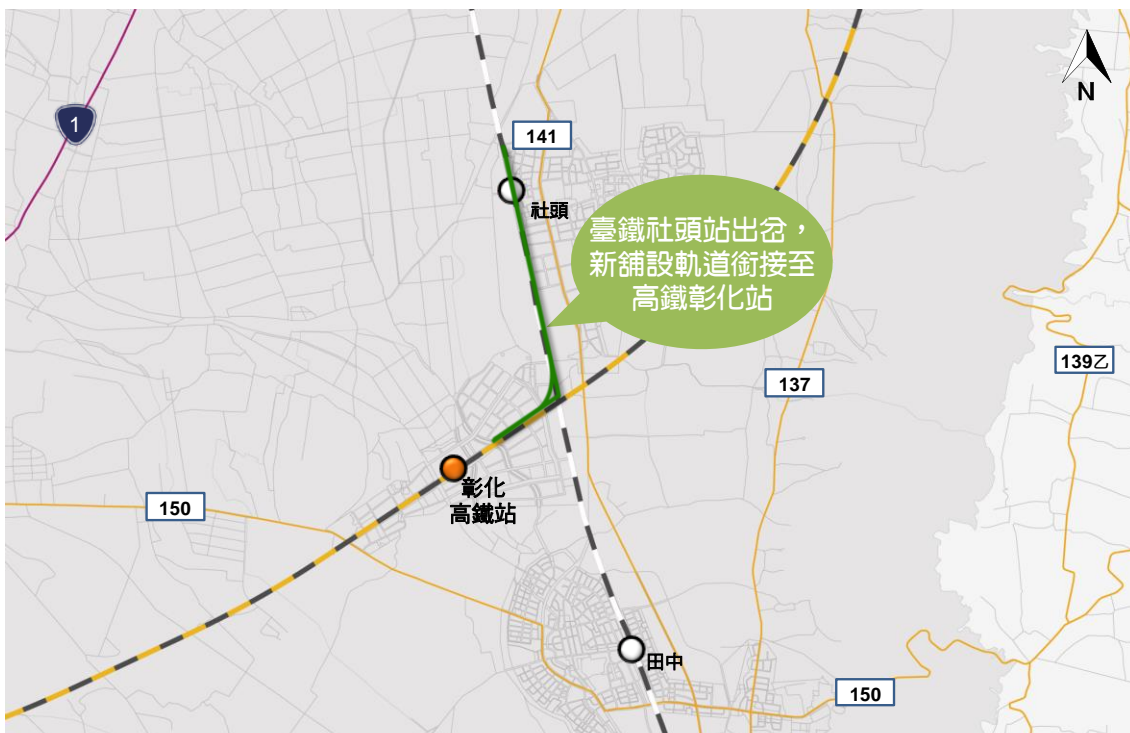 N
1
141
社頭
臺鐵社頭站出岔，
新舖設軌道銜接至
高鐵彰化站
139乙
137
彰化
高鐵站
150
田中
150